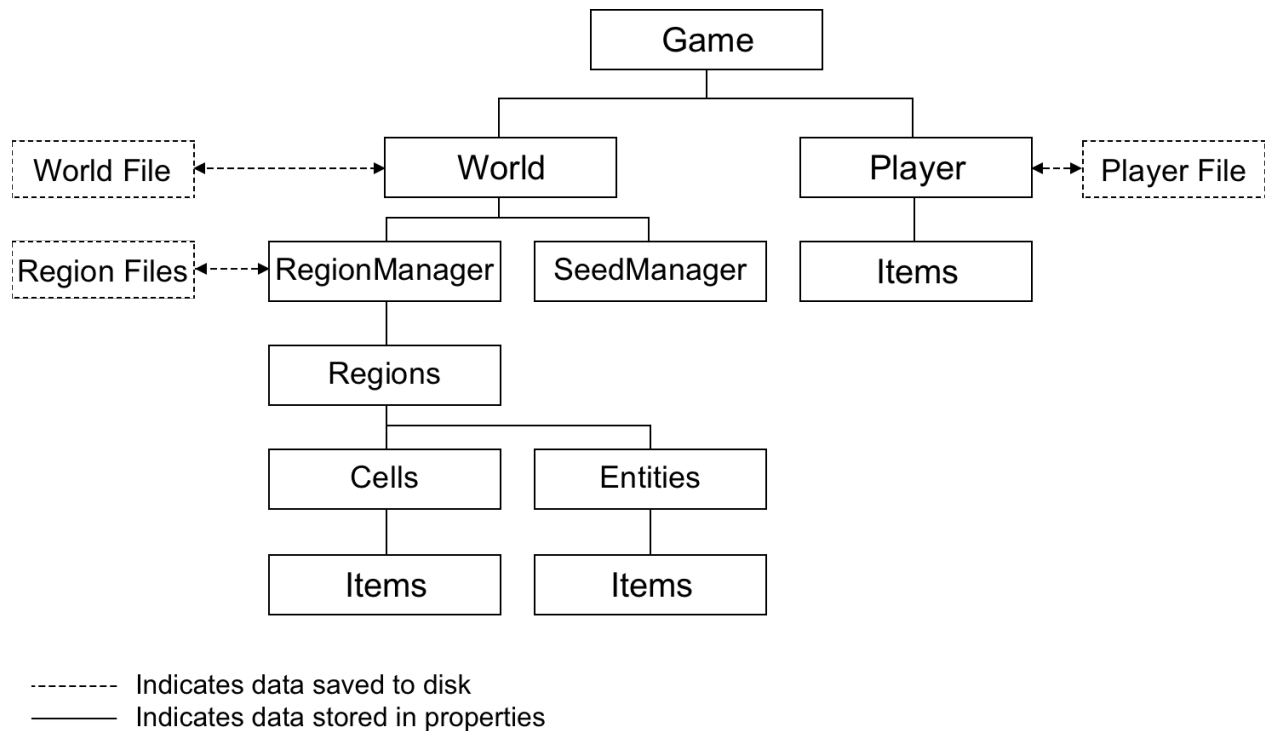 Game
World File
World
Player
Player File
Region Files
RegionManager
SeedManager
Items
Regions
Cells
Entities
Items
Items
Indicates data saved to disk
Indicates data stored in properties